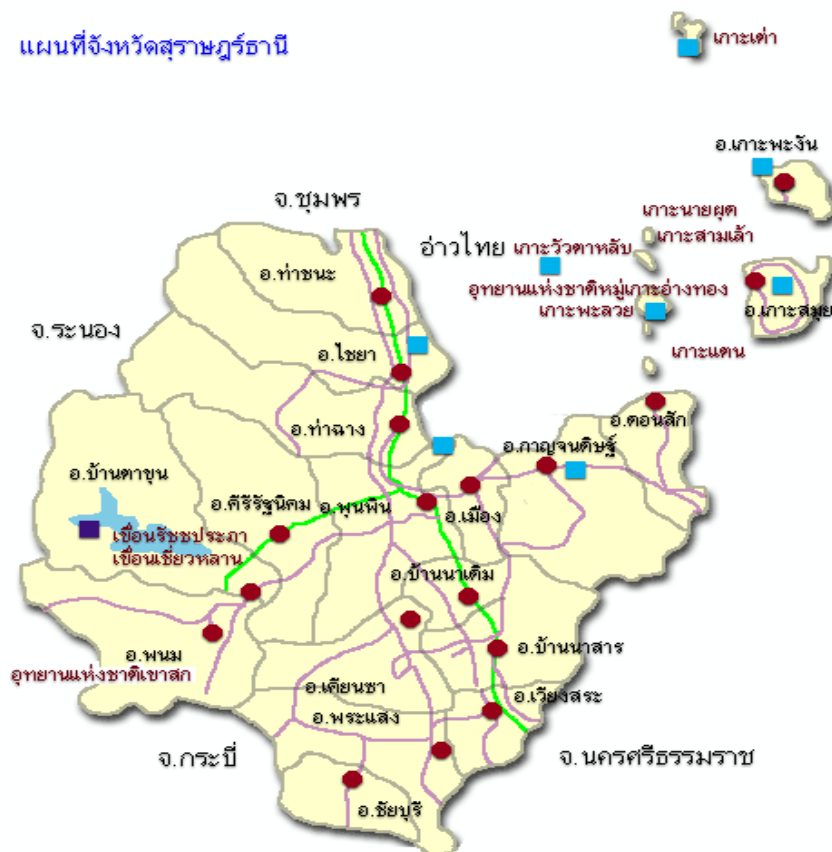 แผนที่จังหวัดสุราษฎร์ธานี
เกาะเต่า
อ.เกาะพะงัน
จ.ชุมพร
เกาะนายผุด
อ่าวไทย
เกาะวัวตาหลับ
เกาะสามเล้า
อ.ท่าชนะ
อุทยานแห่งชาติหมู่เกาะอ่างทอง
เกาะพะลวย
อ.เกาะสมุย
จ.ระนอง
อ.ไชยา
เกาะแตน
อ.ดอนสัก
อ.ท่าฉาง
อ.กาญจนดิษฐ์
อ.บ้านตาขุน
อ.คีรีรัฐนิคม
อ.พุนพิน
อ.เมือง
เขื่อนรัชชประภา
เขื่อนเชี่ยวหลาน
อ.บ้านนาเดิม
อ.พนม
อ.บ้านนาสาร
อุทยานแห่งชาติเขาสก
อ.เคียนซา
อ.เวียงสระ
อ.พระแสง
จ.กระบี่
จ.นครศรีธรรมราช
อ.ชัยบุรี